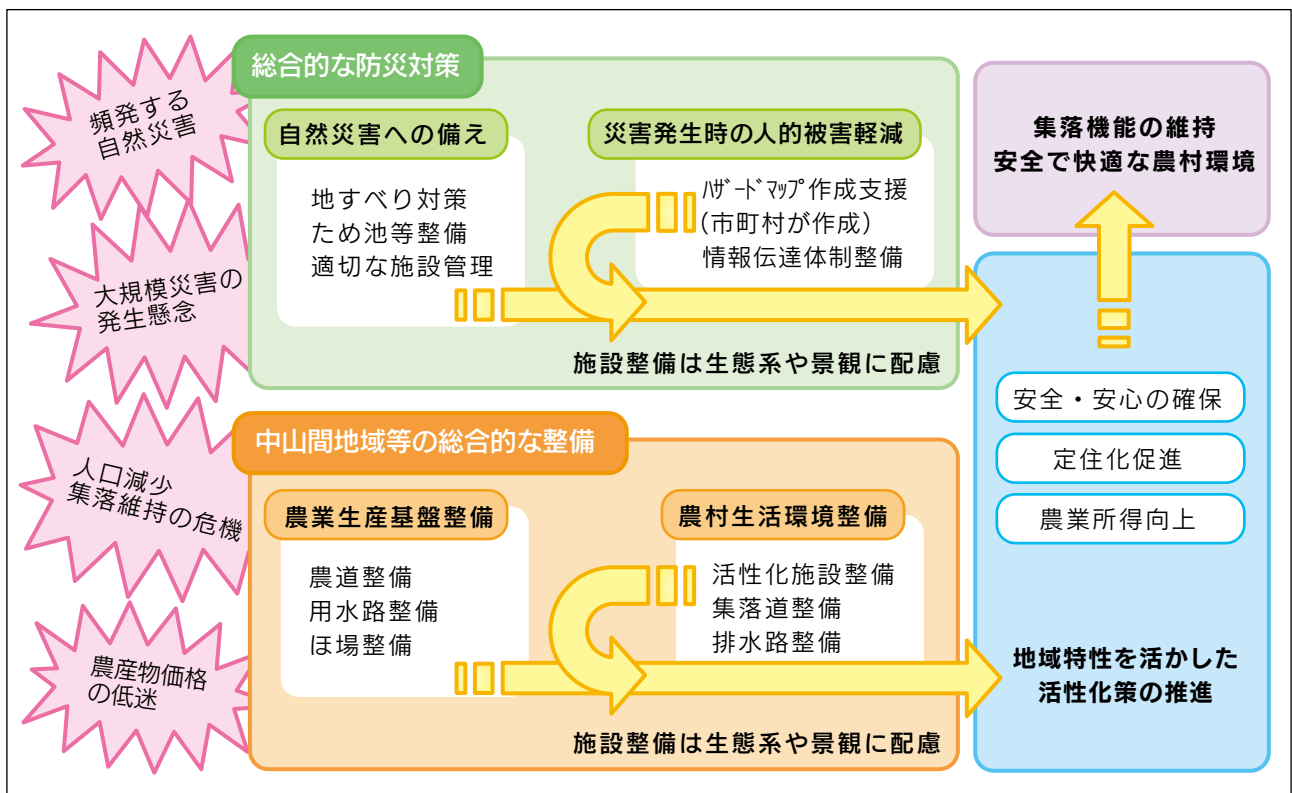 頻発する
自然災害
大規模災害の
発生懸念
人口減少
集落維持の危機
農産物価格
の低迷
総合的な防災対策
自然災害への備え
地すべり対策
ため池等整備
適切な施設管理
災害発生時の人的被害軽減
ﾊｻﾞｰﾄﾞﾏｯﾌﾟ作成支援
(市町村が作成)
情報伝達体制整備
施設整備は生態系や景観に配慮
中山間地域等の総合的な整備
農業生産基盤整備
農道整備
用水路整備
ほ場整備
農村生活環境整備
活性化施設整備
集落道整備
排水路整備
施設整備は生態系や景観に配慮
集落機能の維持
安全で快適な農村環境
安全・安心の確保
定住化促進
農業所得向上
地域特性を活かした
活性化策の推進